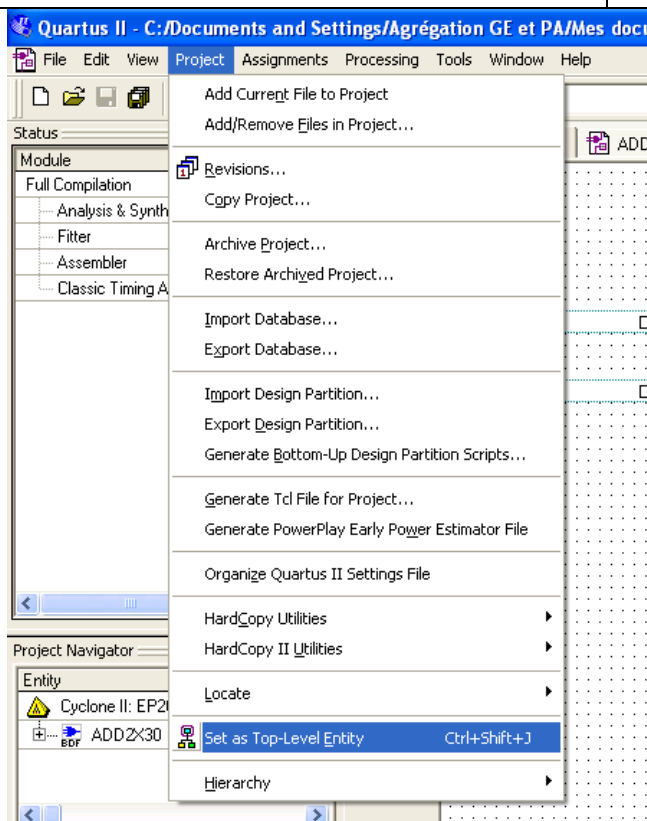 Quartus II - C:/Documents and Settings/Agrégation GE et PA/Mes docu
File Edit View Project Assignments Processing Tools Window Help
Add Current File to Project
Add/Remove Files in Project...
Status
ADD
Module
Revisions...
Full Compilation
Copy Project...
Analysis & Synth
Fitter
Archive Project...
Assembler
Restore Archived Project...
Classic Timing A
Import Database...
Export Database...
Import Design Partition...
Export Design Partition...
Generate Bottom-Up Design Partition Scripts...
Generate Tcl File for Project...
Generate PowerPlay Early Power Estimator File
Organize Quartus II Settings File
HardCopy Utilities
HardCopy II Utilities
Project Navigator
Entity
Locate
Cyclone II: EP2
ADD2X30
BDF
Set as Top-Level Entity Ctrl+Shift+J
Hierarchy